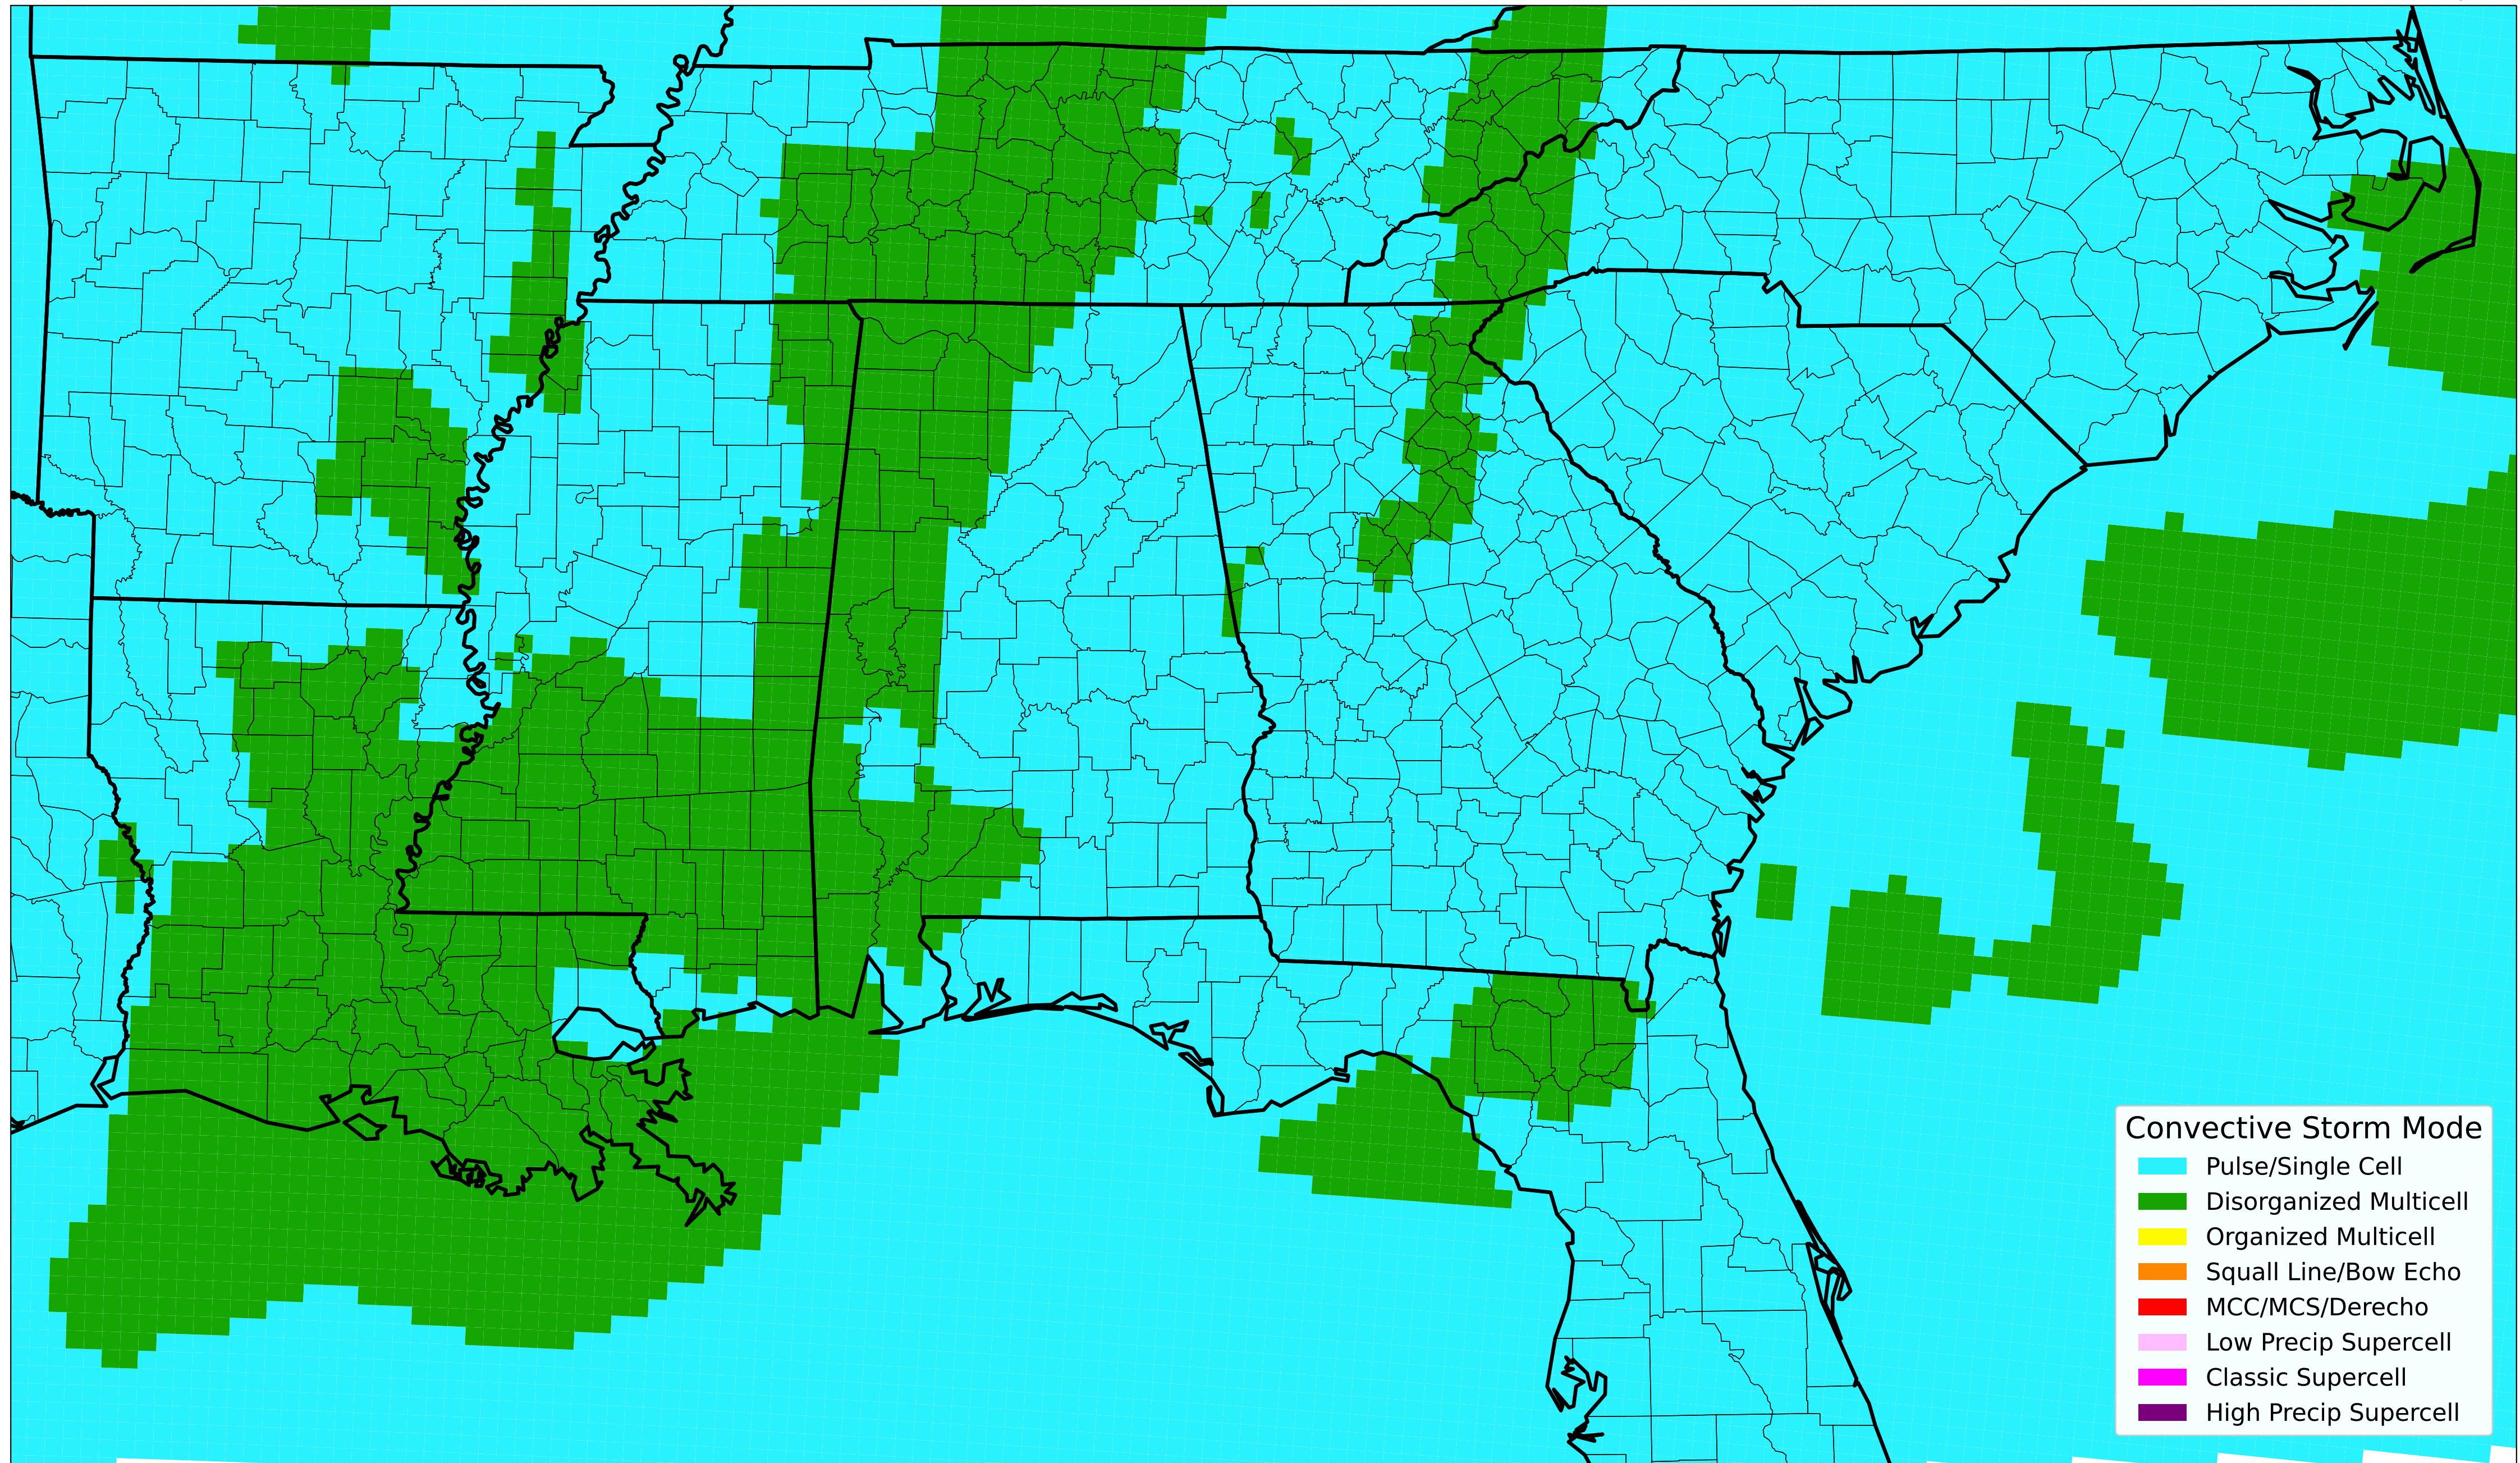 Convective Storm Mode
Pulse/Single Cell
Disorganized Multicell
Organized Multicell
Squall Line/Bow Echo
MCC/MCS/Derecho
Low Precip Supercell
Classic Supercell
High Precip Supercell